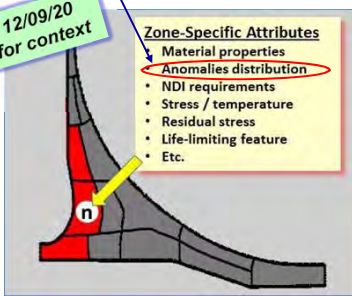 12/09/20
for context
Zone-Specific Attributes
• Material properties
• Anomalies distribution
• NDI requirements
• Stress / temperature
• Residual stress
• Life-limiting feature
• Etc.
n